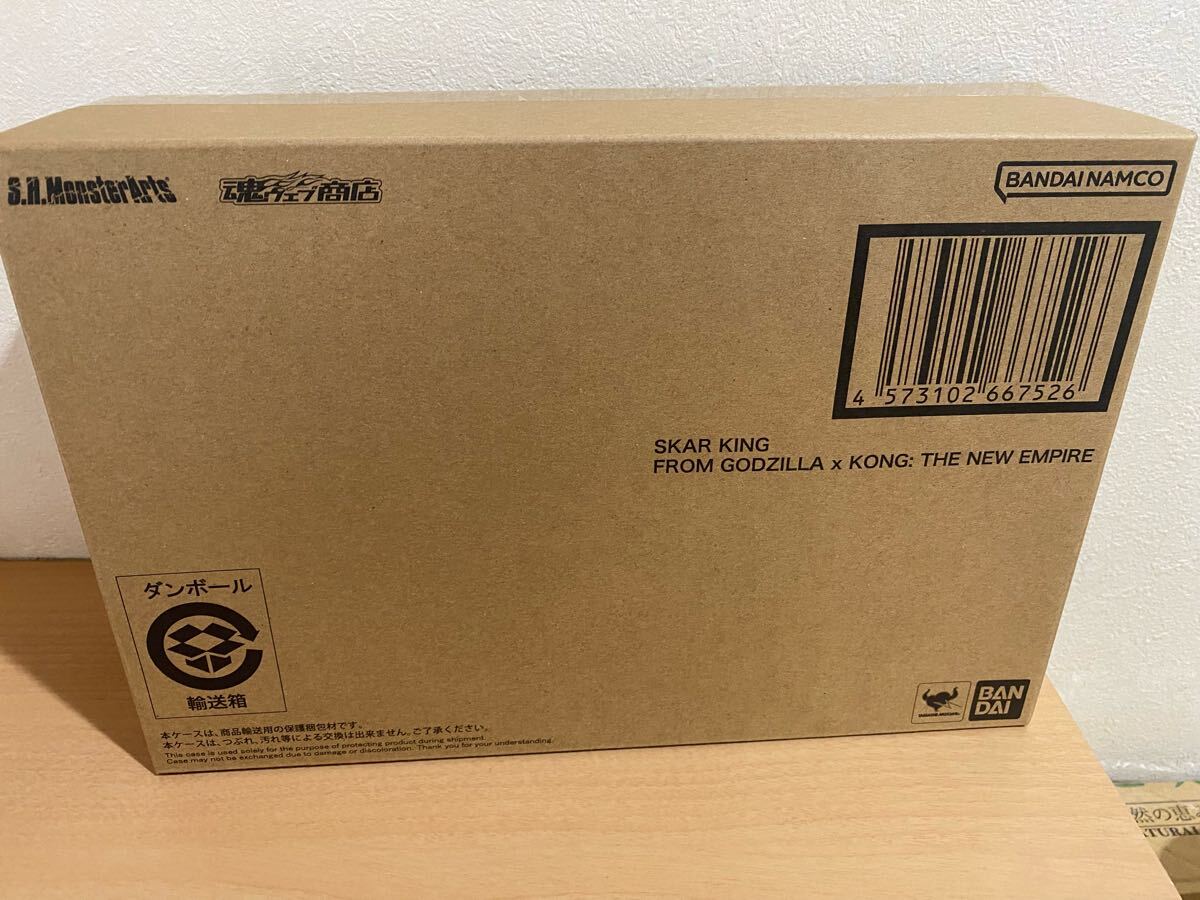 S.H.MonsterArts
魂ウェブ商店
BANDAI NAMCO
4 573102 667526
SKAR KING
FROM GODZILLA x KONG: THE NEW EMPIRE
ダンボール
輸送箱
BAN
DAI
本ケースは、商品輸送用の保護梱包材です。
本ケースは、つぶれ、汚れ等による交換は出来ません。ご了承ください。
This case is used solely for the purpose of protecting product during shipment.
Case may not be exchanged due to damage or discoloration. Thank you for your understanding.
然の恵み
TURAL